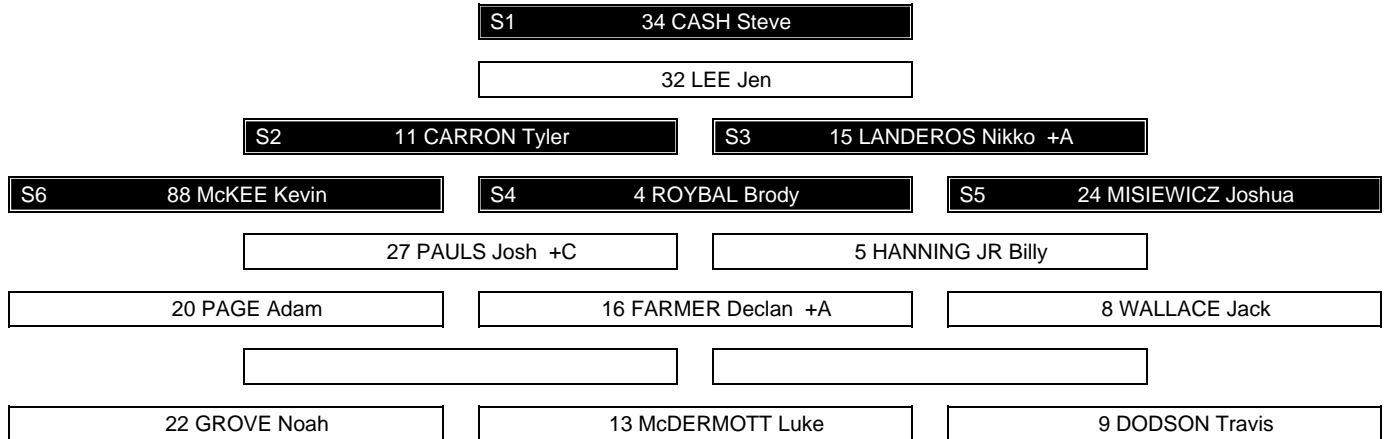 S1 34 CASH Steve
32 LEE Jen
S2 11 CARRON Tyler S3 15 LANDEROS Nikko +A
S6 88 McKEE Kevin S4 4 ROYBAL Brody S5 24 MISIEWICZ Joshua
27 PAULS Josh +C 5 HANNING JR Billy
20 PAGE Adam 16 FARMER Declan +A 8 WALLACE Jack
22 GROVE Noah 13 McDERMOTT Luke 9 DODSON Travis